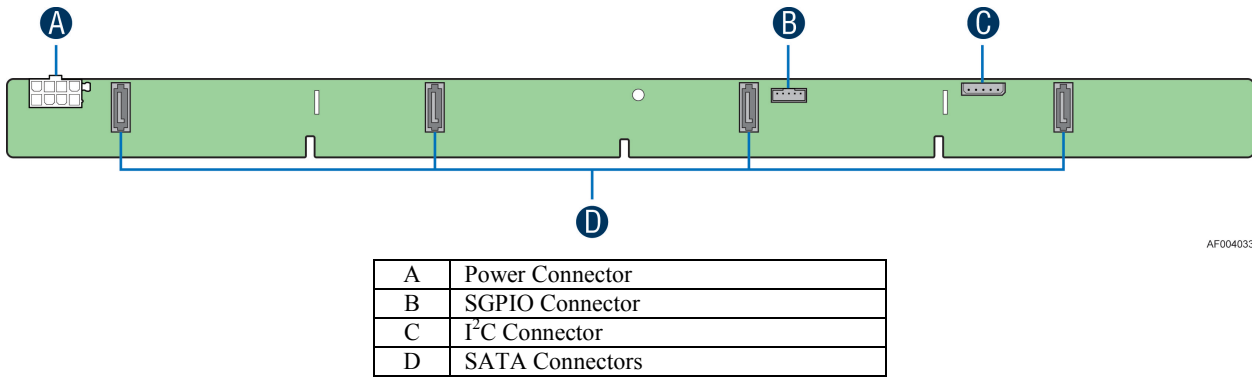 A B C
D
AF004033
A Power Connector
B SGPIO Connector
C I²C Connector
D SATA Connectors